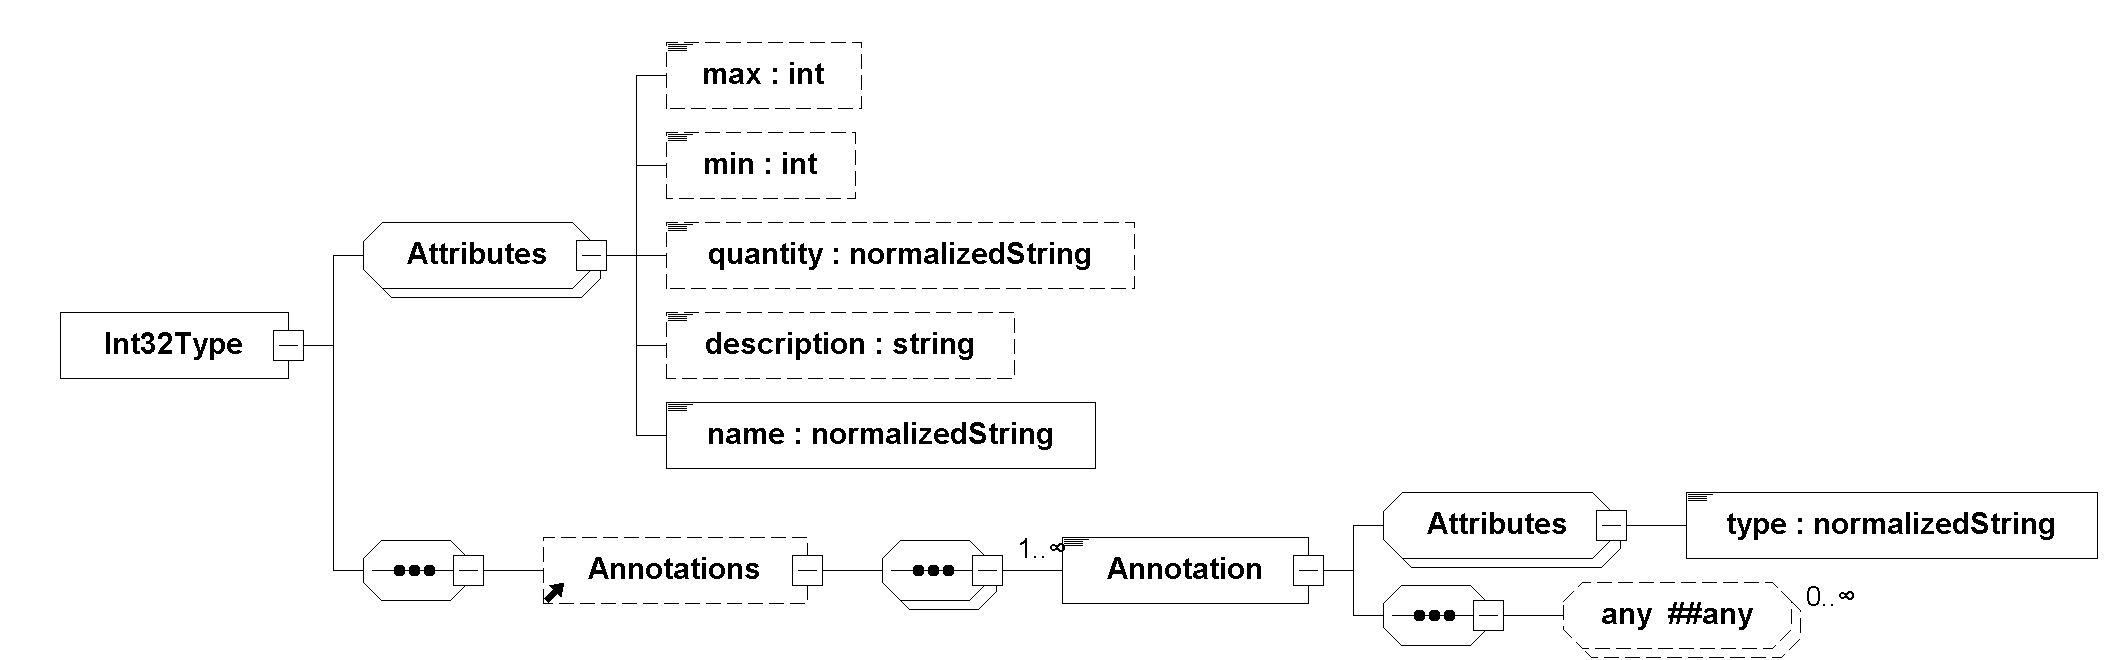 max : int
min : int
Attributes
quantity : normalizedString
Int32Type
description : string
name : normalizedString
Annotations
1..∞
Annotation
Attributes
type : normalizedString
any ##any
0..∞